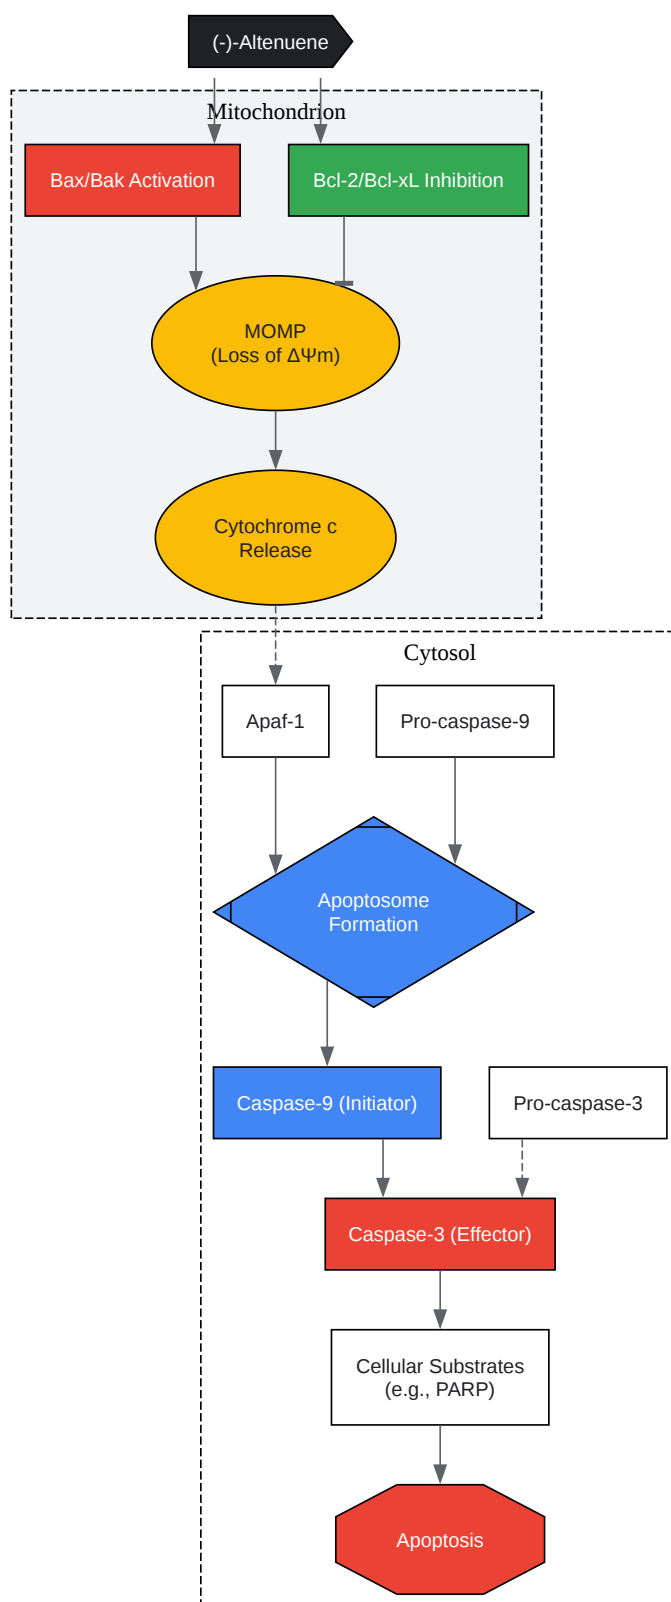 (-)-Altenuene
Mitochondrion
Bax/Bak Activation
Bcl-2/Bcl-xL Inhibition
MOMP
(Loss of ΔΨm)
Cytochrome c
Release
Cytosol
Apaf-1
Pro-caspase-9
Apoptosome
Formation
Caspase-9 (Initiator)
Pro-caspase-3
Caspase-3 (Effector)
Cellular Substrates
(e.g., PARP)
Apoptosis